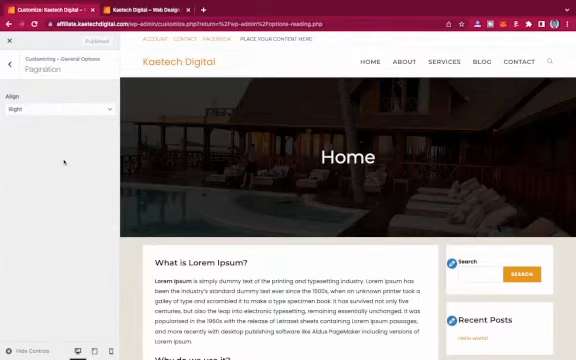 Customize: Kaetech Digital - 
Kaetech Digital – Web Design
affiliate.kaetechdigital.com/wp-admin/customize.php?return=%2Fwp-admin%2Foptions-reading.php
Published
Customizing • General Options
Pagination
Align
Right
Hide Controls
ACCOUNT CONTACT FACEBOOK PLACE YOUR CONTENT HERE
Kaetech Digital
HOME ABOUT SERVICES BLOG CONTACT
Home
What is Lorem Ipsum?
Lorem Ipsum is simply dummy text of the printing and typesetting industry. Lorem Ipsum has
been the industry's standard dummy text ever since the 1500s, when an unknown printer took a
galley of type and scrambled it to make a type specimen book. It has survived not only five
centuries, but also the leap into electronic typesetting, remaining essentially unchanged. It was
popularised in the 1960s with the release of Letraset sheets containing Lorem Ipsum passages,
and more recently with desktop publishing software like Aldus PageMaker including versions of
Lorem Ipsum.
Why do we use it?
Search
SEARCH
Recent Posts
Hello world!